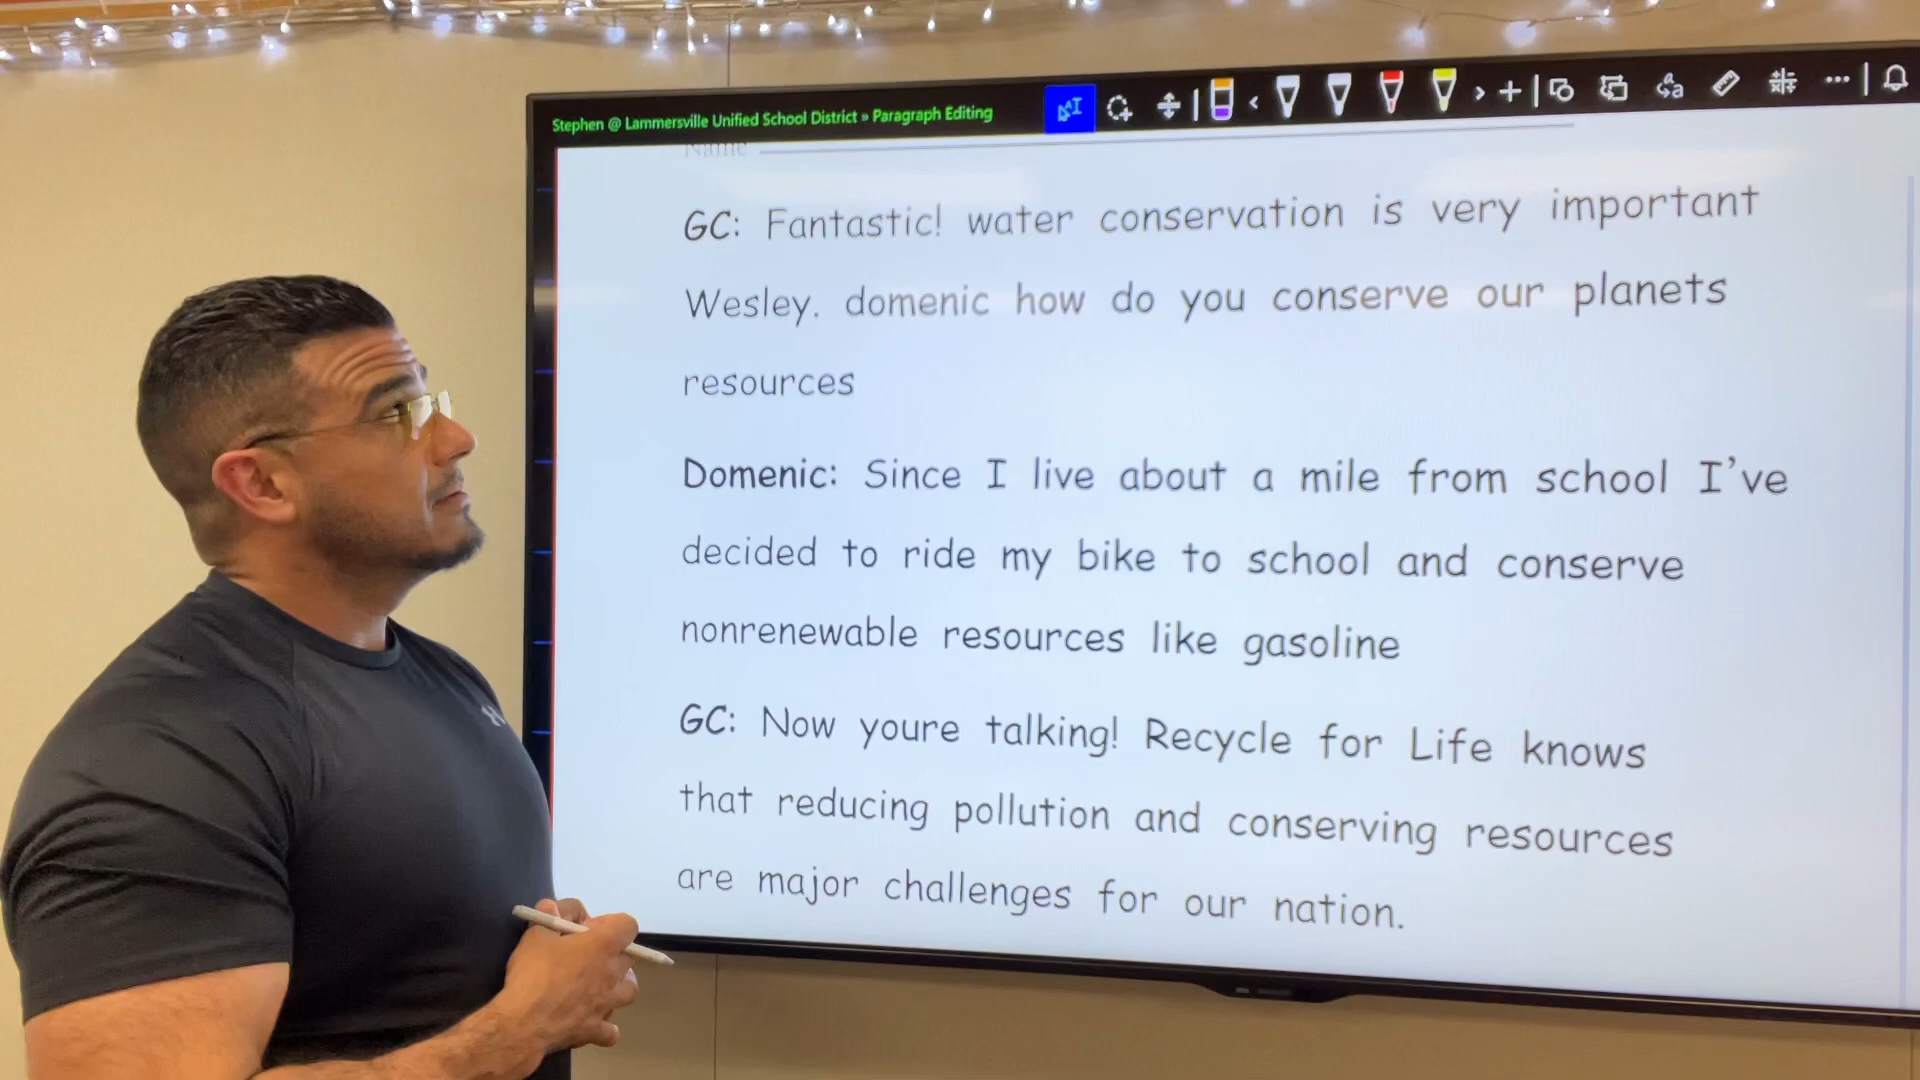 Stephen @ Lammersville Unified School District » Paragraph Editing
Name
GC: Fantastic! water conservation is very important
Wesley. domenic how do you conserve our planets
resources
Domenic: Since I live about a mile from school I've
decided to ride my bike to school and conserve
nonrenewable resources like gasoline
GC: Now youre talking! Recycle for Life knows
that reducing pollution and conserving resources
are major challenges for our nation.